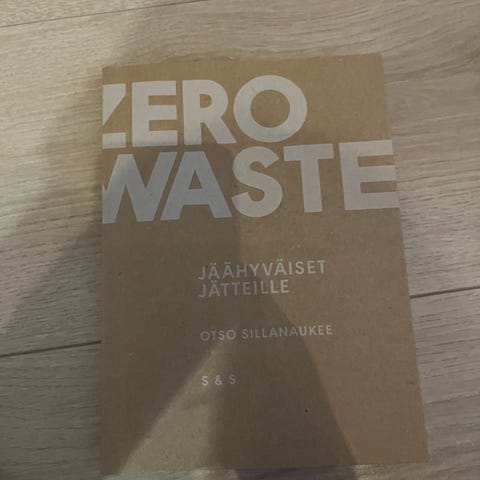 ZERO
WASTE
JÄÄHYVÄISET
JÄTTEILLE
OTSO SILLANAUKEE
S & S